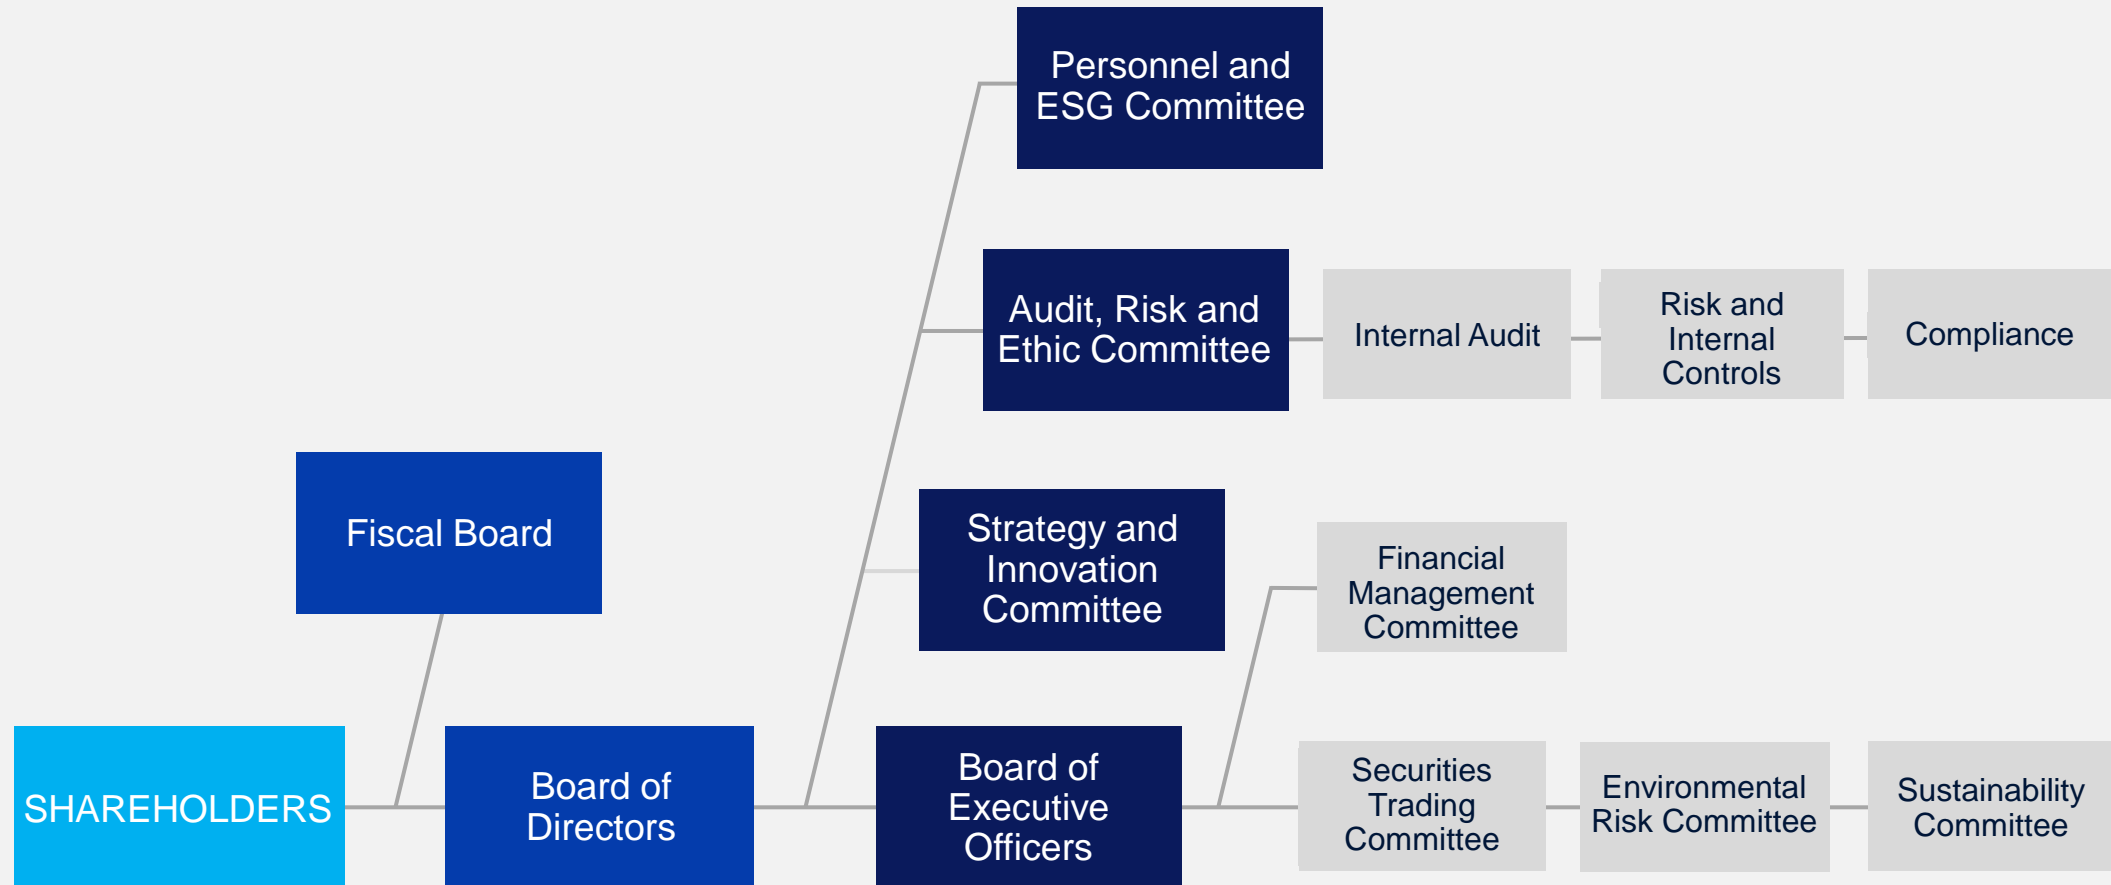 Personnel and
ESG Committee
Audit, Risk and
Ethic Committee
Internal Audit
Risk and
Internal
Controls
Compliance
Fiscal Board
Strategy and
Innovation
Committee
Financial
Management
Committee
SHAREHOLDERS
Board of
Directors
Board of
Executive
Officers
Securities
Trading
Committee
Environmental
Risk Committee
Sustainability
Committee